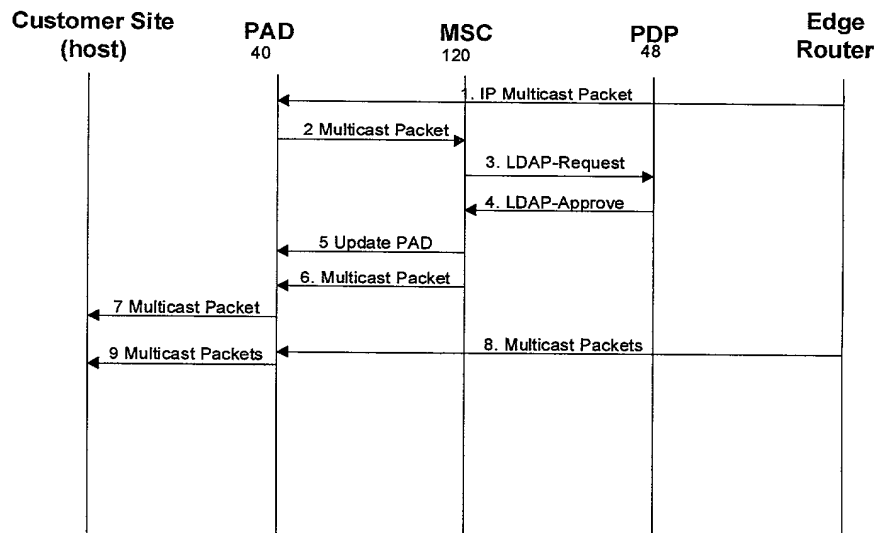 Customer Site
(host)
PAD
40
MSC
120
PDP
48
Edge
Router
1. IP Multicast Packet
2 Multicast Packet
3. LDAP-Request
4. LDAP-Approve
5 Update PAD
6. Multicast Packet
7 Multicast Packet
8. Multicast Packets
9 Multicast Packets